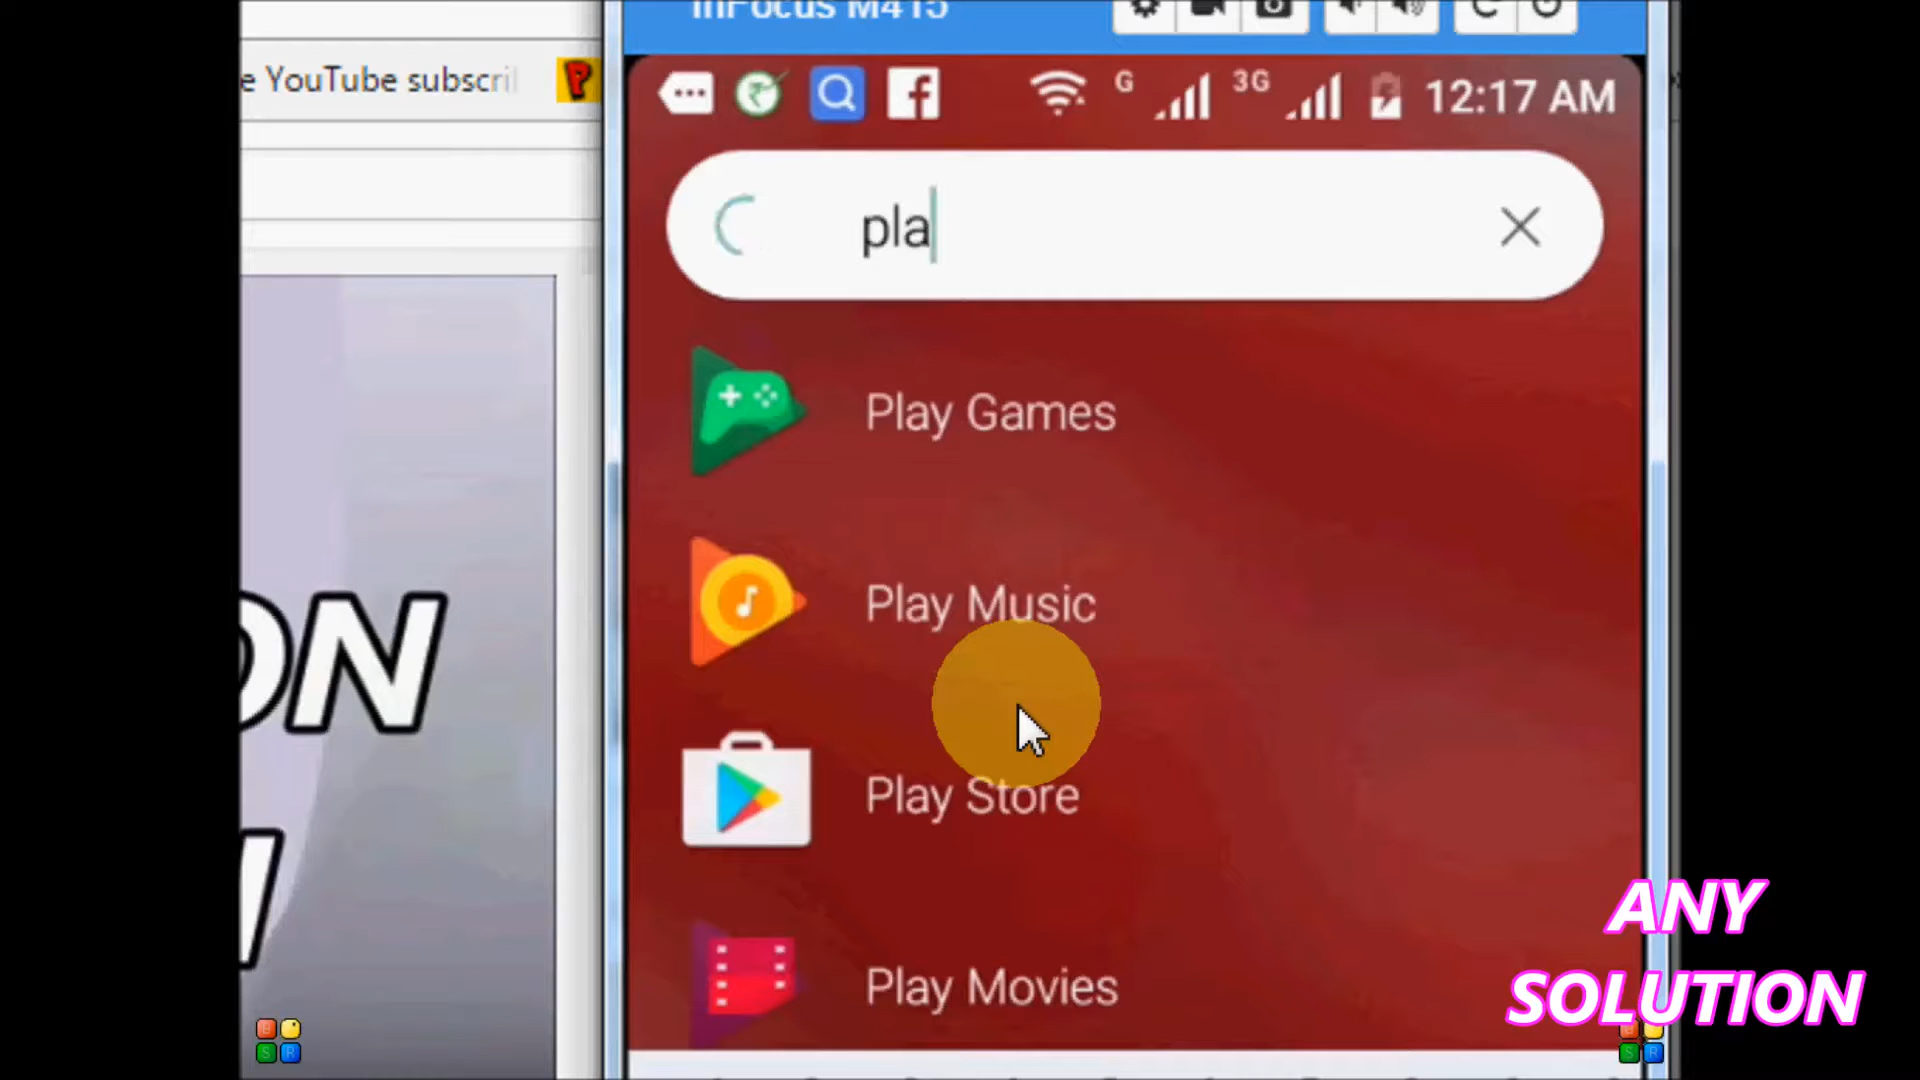 InFocus M415
e YouTube subscri
G
3G
12:17 AM
pla
Play Games
Play Music
Play Store
Play Movies
ON
ANY
SOLUTION